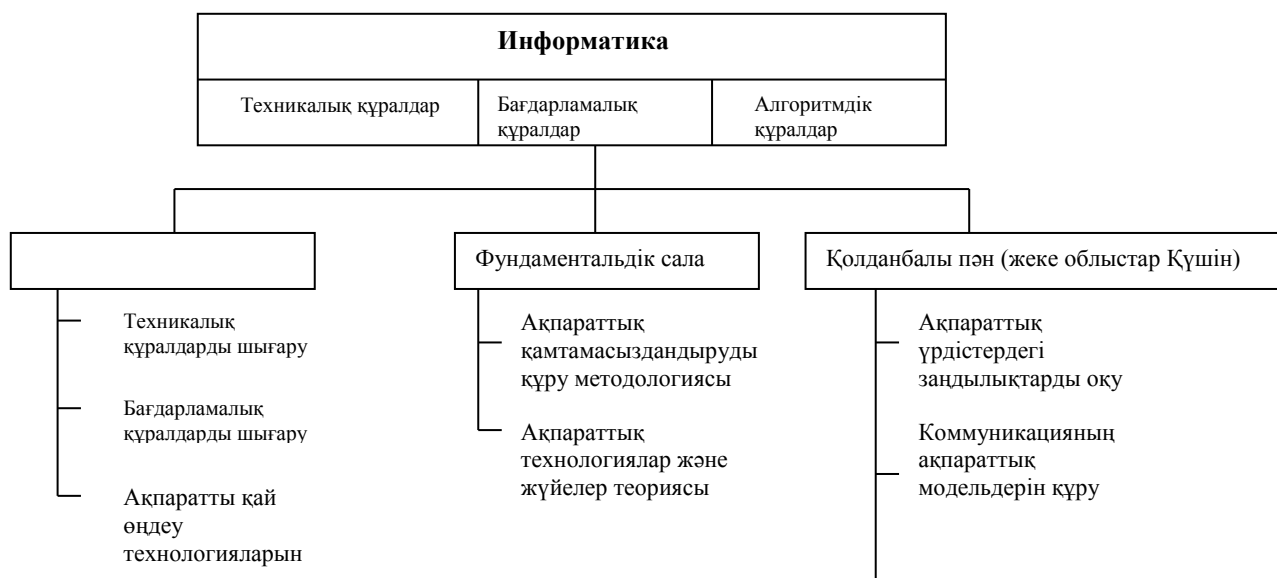 Информатика
Техникалық құралдар
Бағдарламалық
құралдар
Алгоритмдік
құралдар
Фундаментальдік сала
Қолданбалы пән (жеке облыстар Қүшін)
Техникалық
құралдарды шығару
Бағдарламалық
құралдарды шығару
Ақпаратты қай
өңдеу
технологияларын
Ақпараттық
қамтамасыздандыруды
құру методологиясы
Ақпараттық
технологиялар және
жүйелер теориясы
Ақпараттық
үрдістердегі
заңдылықтарды оқу
Коммуникацияның
ақпараттық
модельдерін құру